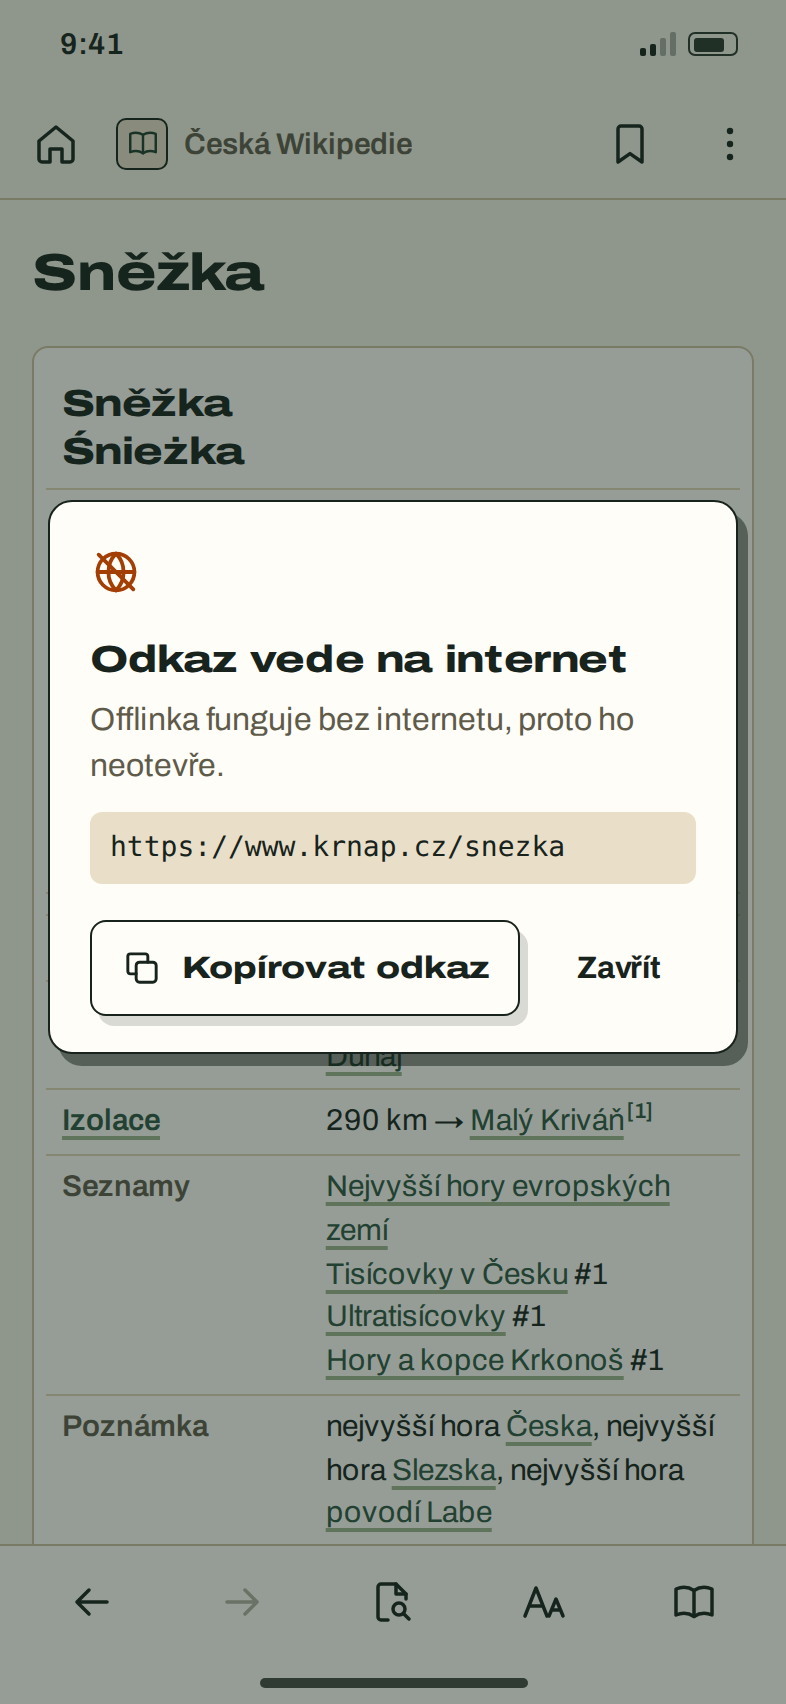 9:41
Česká Wikipedie
Sněžka
Sněžka
Śnieżka
Odkaz vede na internet
Offlinka funguje bez internetu, proto ho
neotevře.
https://www.krnap.cz/snezka
Kopírovat odkaz
Zavřít
Dunaj
Izolace
290 km → Malý Kriváň[1]
Seznamy
Nejvyšší hory evropských
zemí
Tisícovky v Česku #1
Ultratisícovky #1
Hory a kopce Krkonoš #1
Poznámka
nejvyšší hora Česka, nejvyšší
hora Slezska, nejvyšší hora
povodí Labe
AA